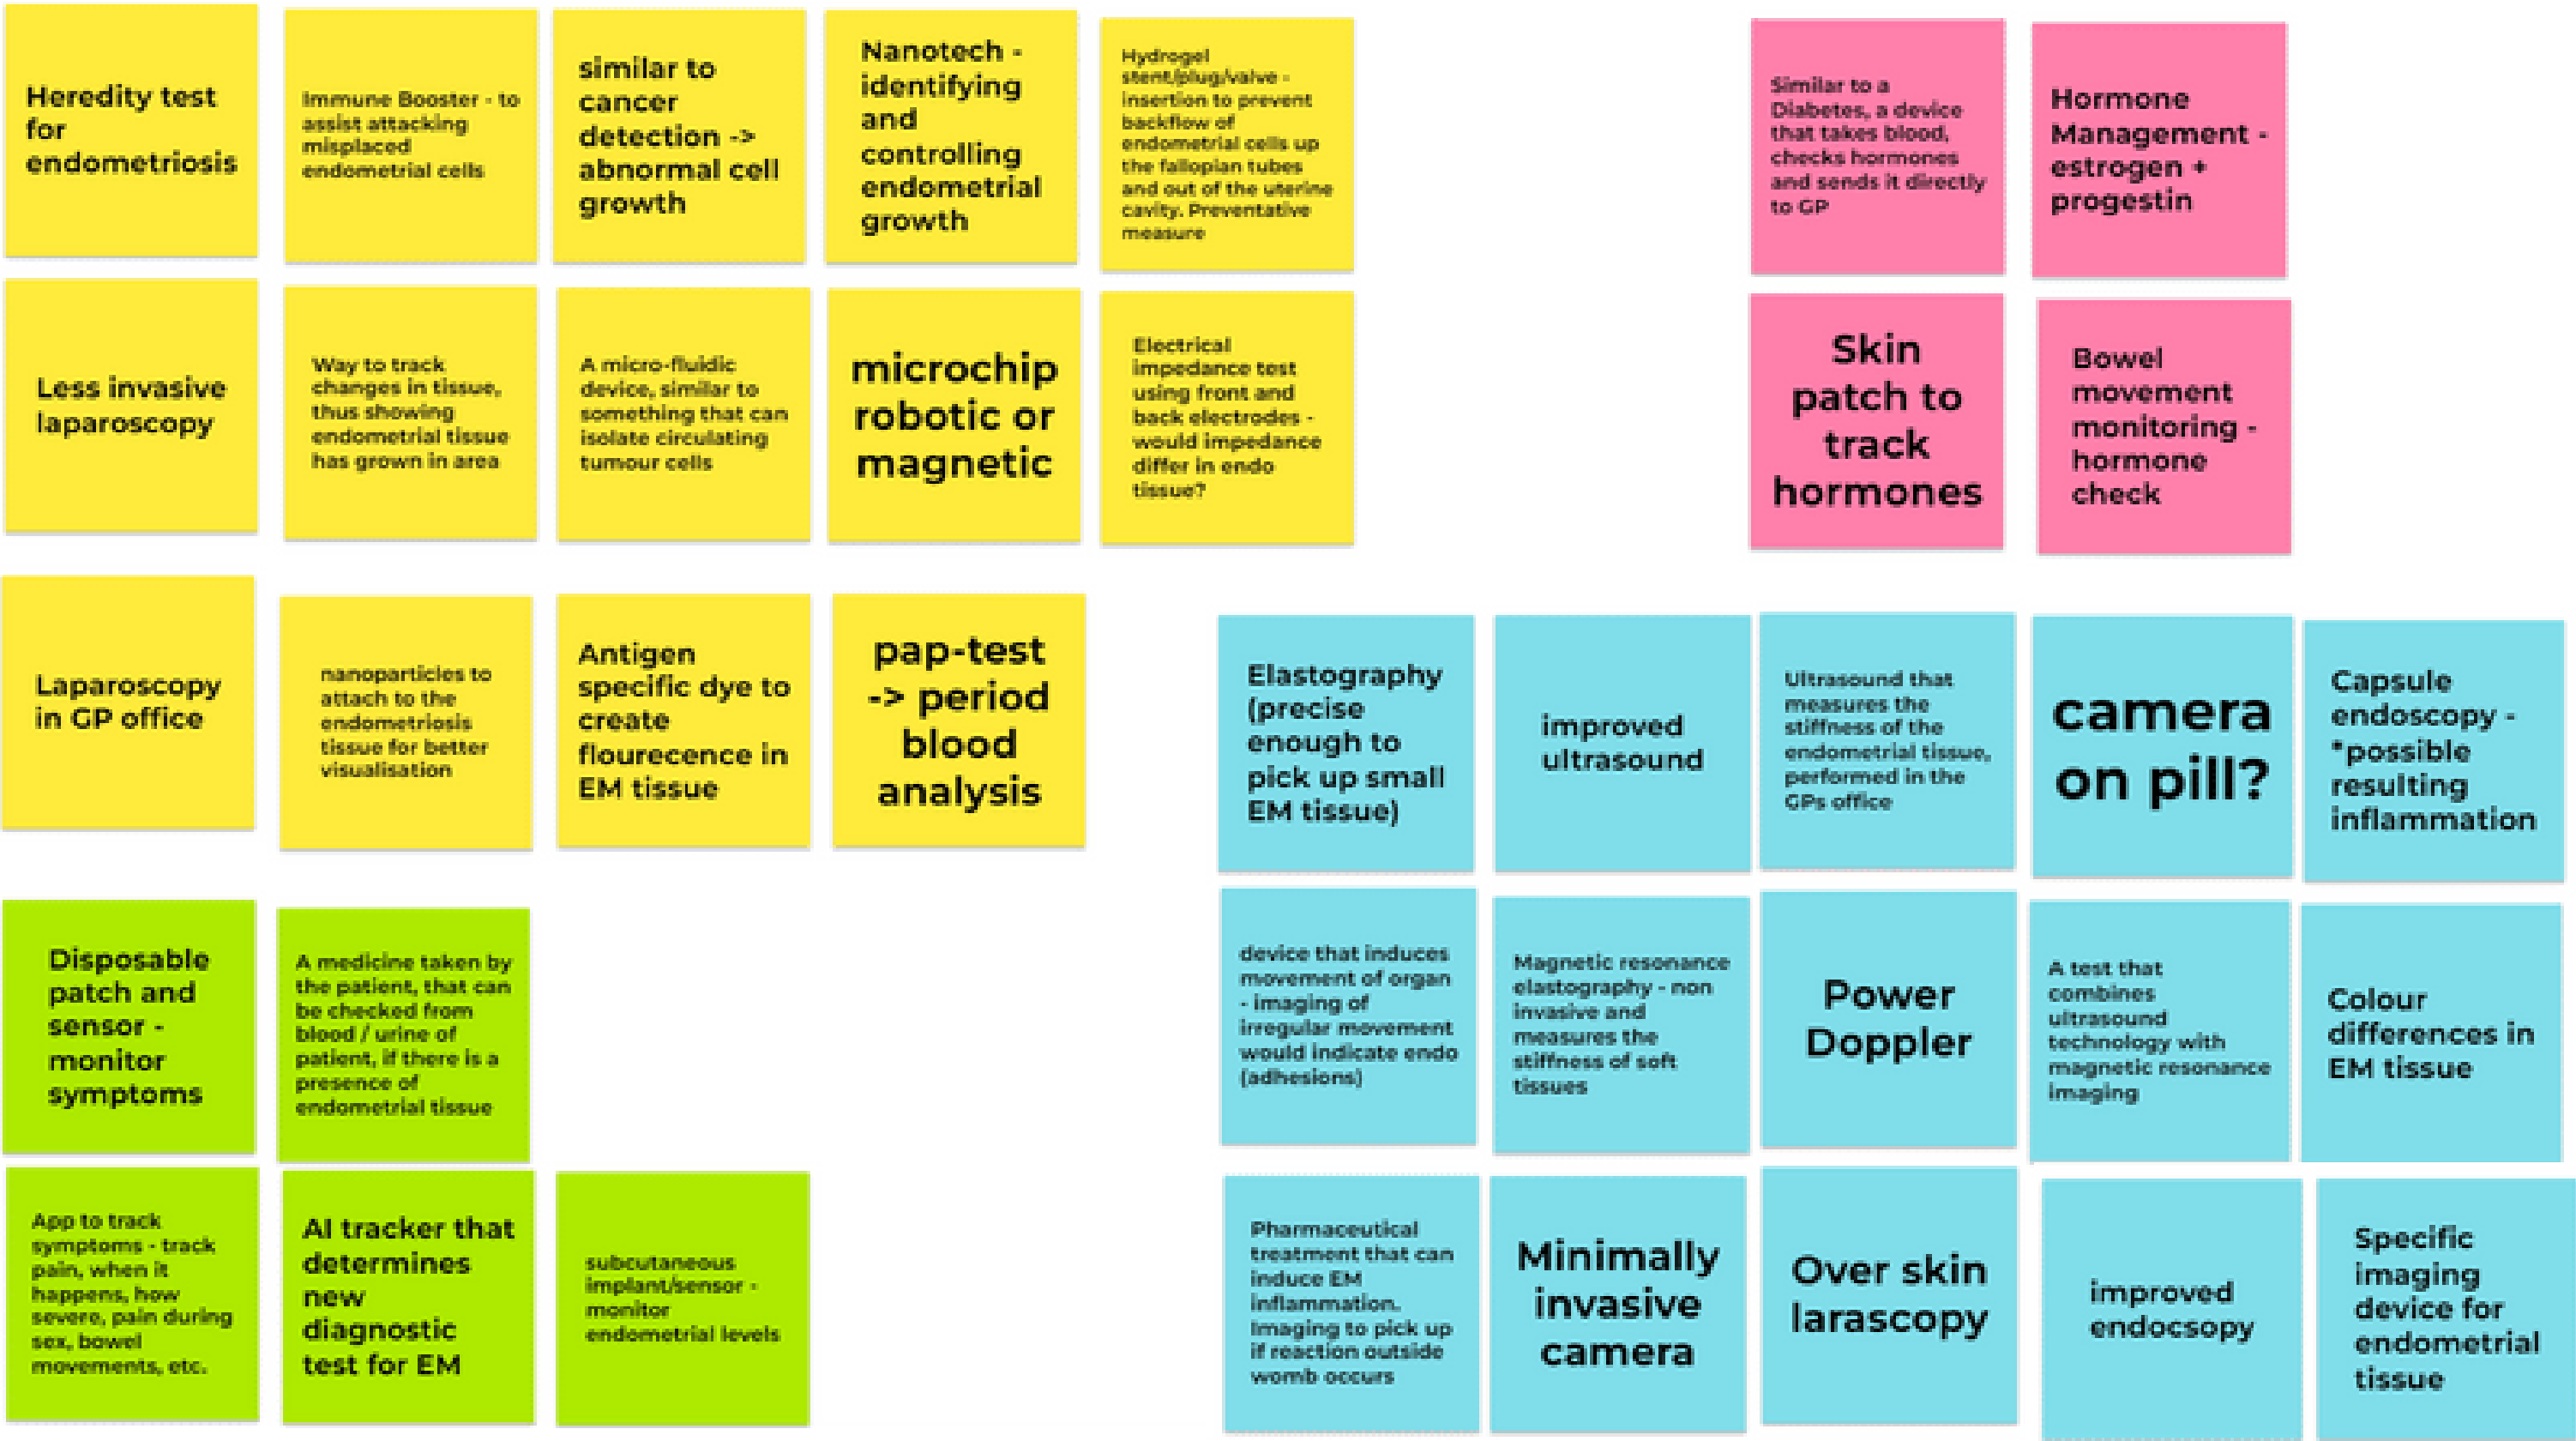 Heredity test
for
endometriosis
Immune Booster - to
assist attacking
misplaced
endometrial cells
similar to
cancer
detection ->
abnormal cell
growth
Nanotech -
identifying
and
controlling
endometrial
growth
Hydrogel
stent/plug/valve -
insertion to prevent
backflow of
endometrial cells up
the fallopian tubes
and out of the uterine
cavity. Preventative
measure
Less invasive
laparoscopy
Way to track
changes in tissue,
thus showing
endometrial tissue
has grown in area
A micro-fluidic
device, similar to
something that can
isolate circulating
tumour cells
microchip
robotic or
magnetic
Electrical
impedance test
using front and
back electrodes -
would impedance
differ in endo
tissue?
Laparoscopy
in GP office
nanoparticles to
attach to the
endometriosis
tissue for better
visualisation
Antigen
specific dye to
create
flourecence in
EM tissue
pap-test
-> period
blood
analysis
Similar to a
Diabetes, a device
that takes blood,
checks hormones
and sends it directly
to GP
Hormone
Management -
estrogen +
progestin
Skin
patch to
track
hormones
Bowel
movement
monitoring -
hormone
check
Disposable
patch and
sensor -
monitor
symptoms
A medicine taken by
the patient, that can
be checked from
blood / urine of
patient, if there is a
presence of
endometrial tissue
App to track
symptoms - track
pain, when it
happens, how
severe, pain during
sex, bowel
movements, etc.
AI tracker that
determines
new
diagnostic
test for EM
subcutaneous
implant/sensor -
monitor
endometrial levels
Elastography
(precise
enough to
pick up small
EM tissue)
improved
ultrasound
Ultrasound that
measures the
stiffness of the
endometrial tissue,
performed in the
GPs office
camera
on pill?
Capsule
endoscopy -
*possible
resulting
inflammation
device that induces
movement of organ
- imaging of
irregular movement
would indicate endo
(adhesions)
Magnetic resonance
elastography - non
invasive and
measures the
stiffness of soft
tissues
Power
Doppler
A test that
combines
ultrasound
technology with
magnetic resonance
imaging
Colour
differences in
EM tissue
Pharmaceutical
treatment that can
induce EM
inflammation.
Imaging to pick up
if reaction outside
womb occurs
Minimally
invasive
camera
Over skin
larascopy
improved
endocsopy
Specific
imaging
device for
endometrial
tissue